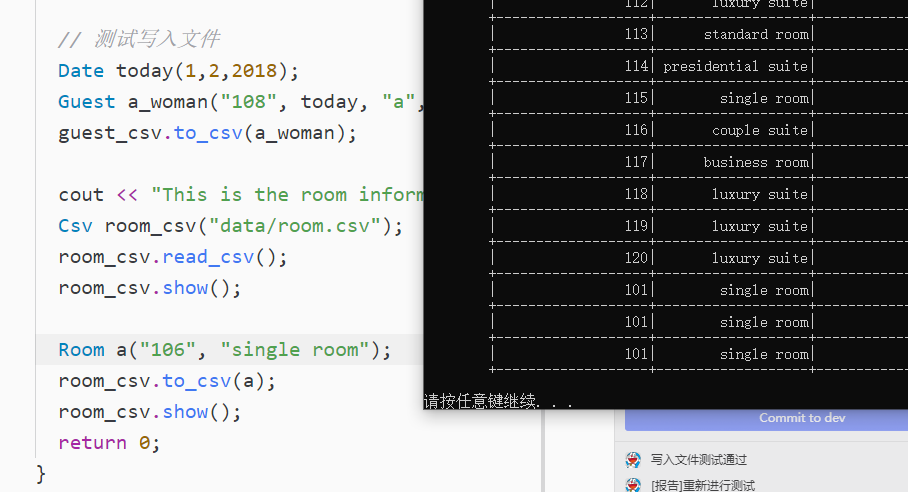 // 测试写入文件
Date today(1,2,2018);
Guest a_woman("108", today, "a",
guest_csv.to_csv(a_woman);
cout << "This is the room inform
Csv room_csv("data/room.csv");
room_csv.read_csv();
room_csv.show();
Room a("106", "single room");
room_csv.to_csv(a);
room_csv.show();
return 0;
}
112| luxury suite|
113| standard room|
114| presidential suite|
115| single room|
116| couple suite|
117| business room|
118| luxury suite|
119| luxury suite|
120| luxury suite|
101| single room|
101| single room|
101| single room|
请按任意键继续. . .
Commit to dev
写入文件测试通过
[报告]重新进行测试